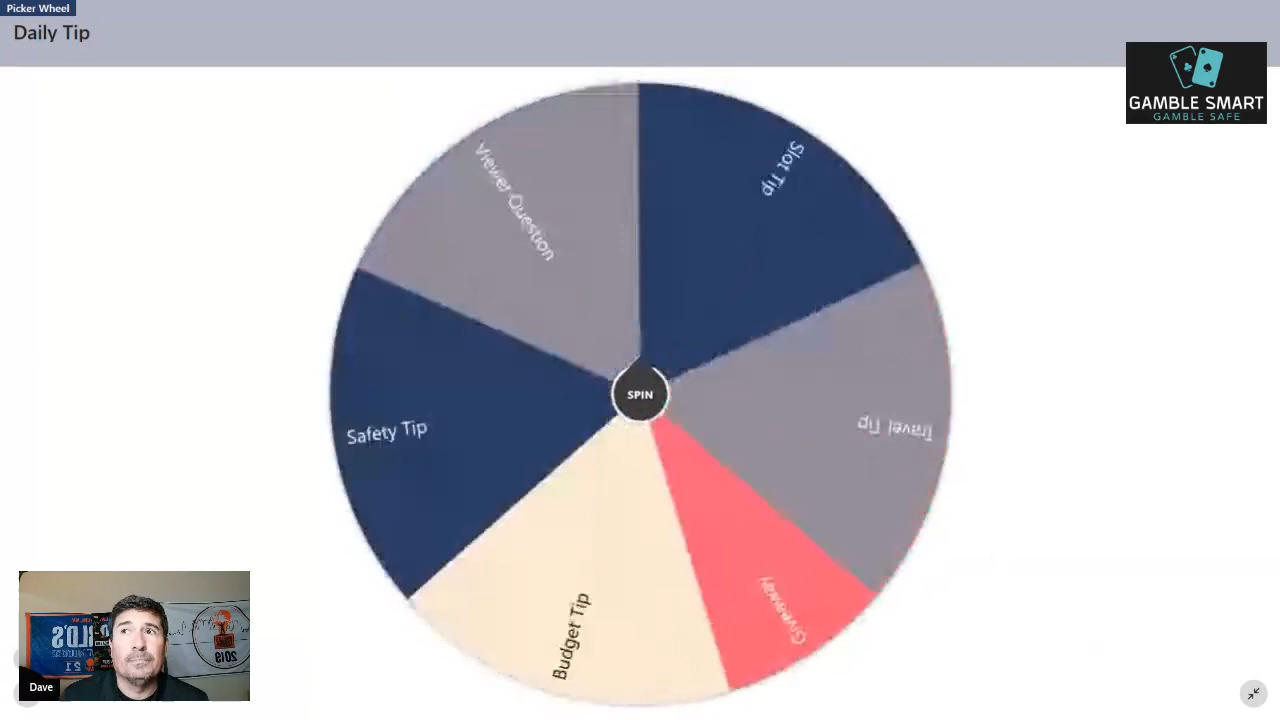 Picker Wheel
Daily Tip
GAMBLE SMART
GAMBLE SAFE
Viewer Question
Slot Tip
SPIN
Safety Tip
Travel Tip
Giveaway
Budget Tip
2019
Dave